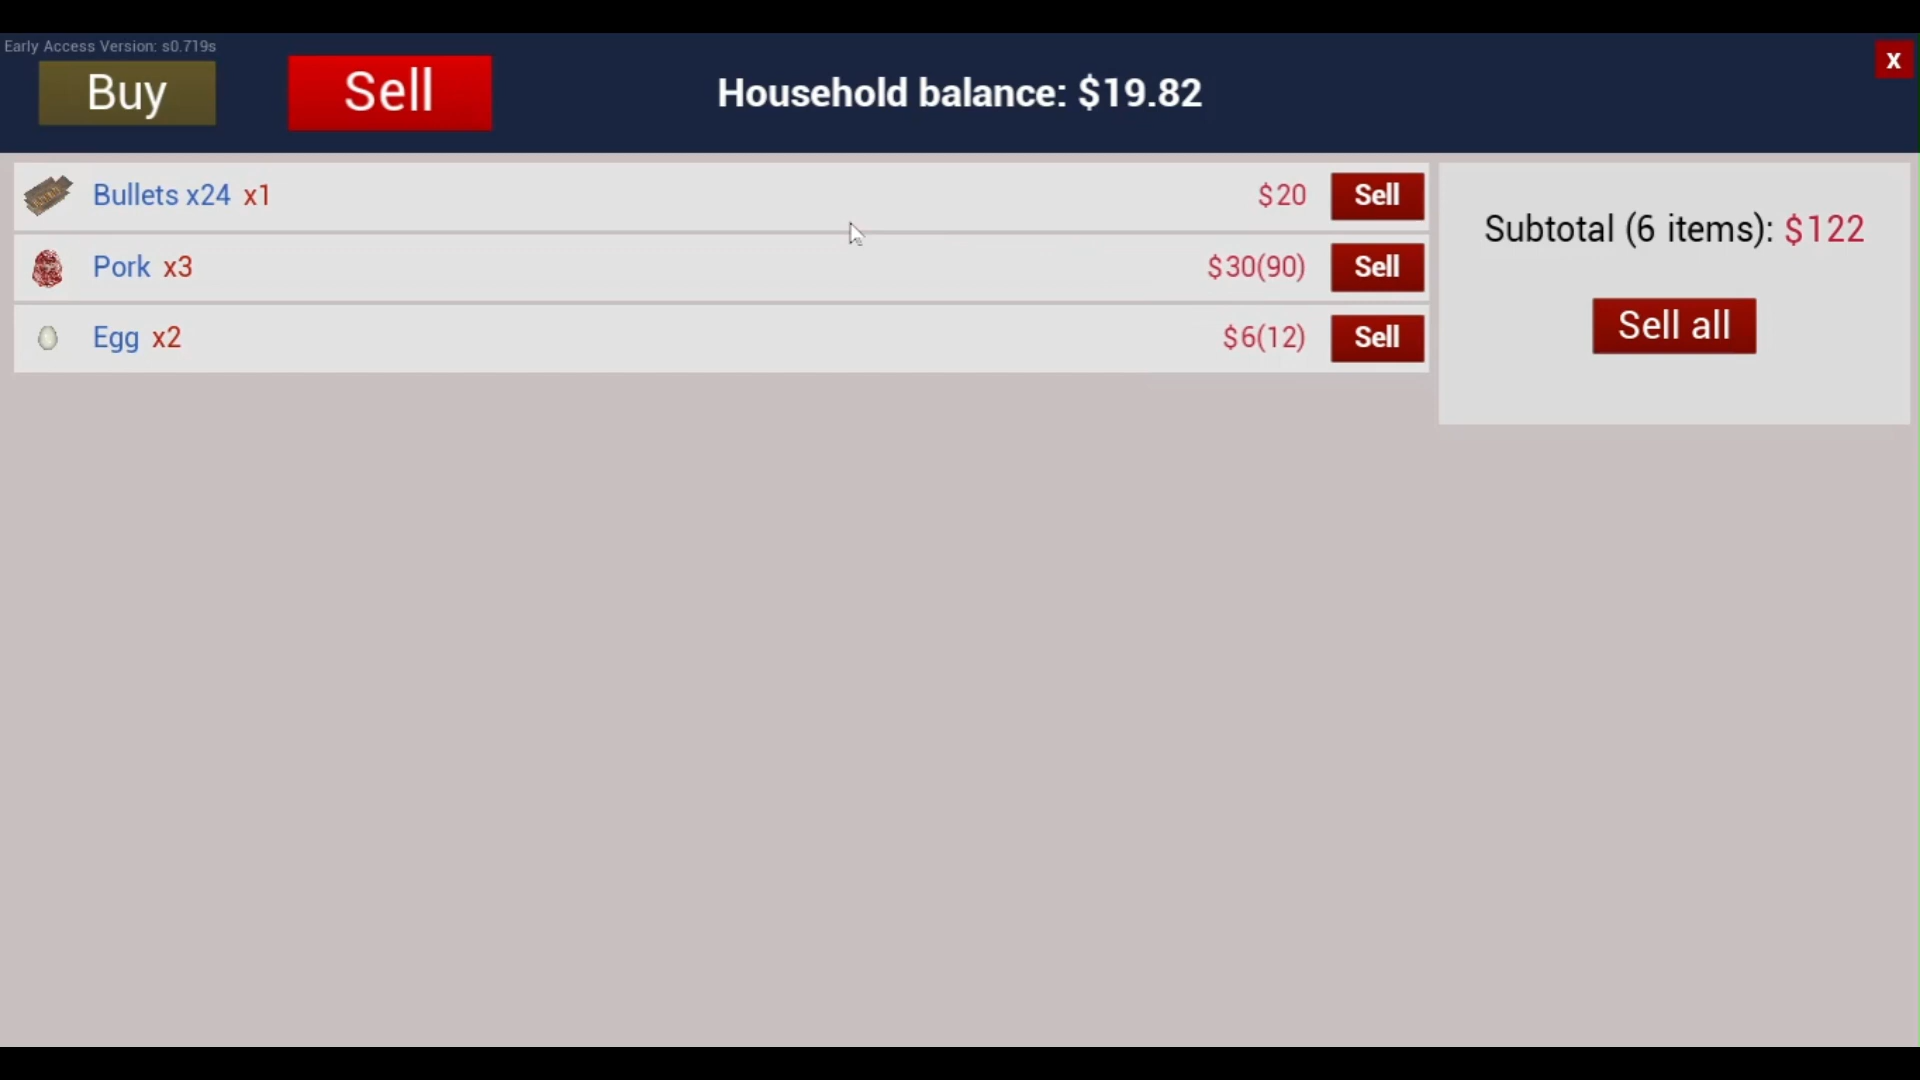 Early Access Version: s0.719s
Buy
Sell
Household balance: $19.82
x
Bullets x24 x1
$20
Sell
Pork x3
$30(90)
Sell
Egg x2
$6(12)
Sell
Subtotal (6 items): $122
Sell all